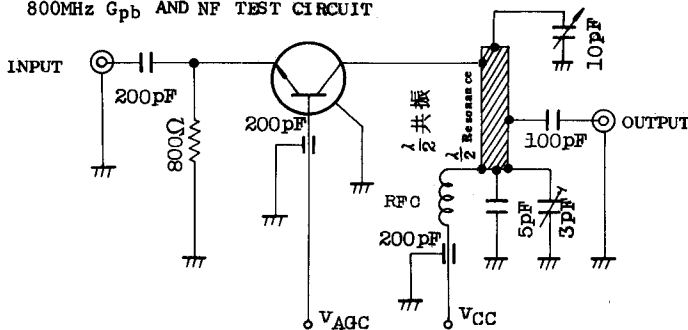 800MHz Gpb AND NF TEST CIRCUIT
INPUT
200pF
800Ω
200pF
λ/2 共振
λ/2 Resonance
10pF
100pF
OUTPUT
RFC
200pF
5pF
3pF
VAGC
VCC